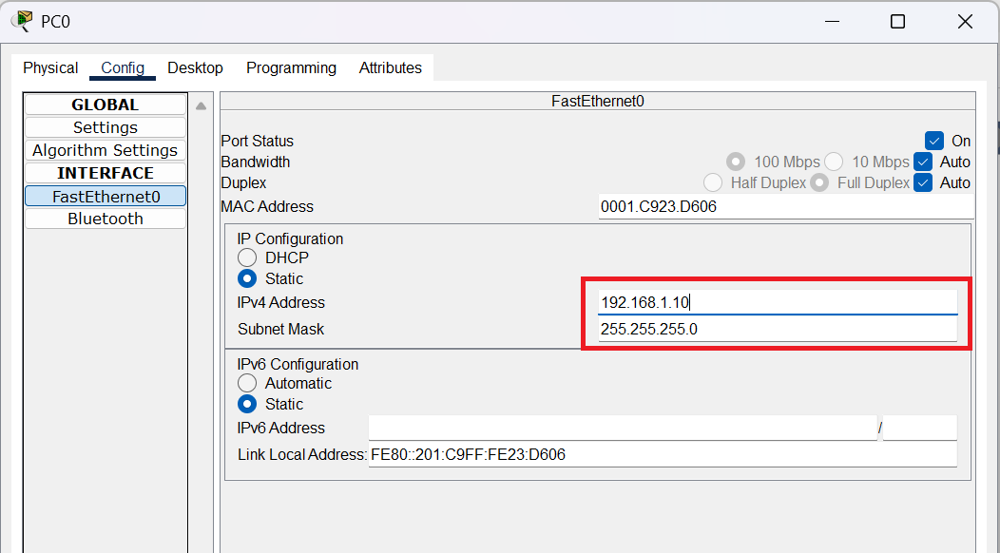 PC0
Physical Config Desktop Programming Attributes
GLOBAL
Settings
Algorithm Settings
INTERFACE
FastEthernet0
Bluetooth
FastEthernet0
Port Status On
Bandwidth 100 Mbps 10 Mbps Auto
Duplex Half Duplex Full Duplex Auto
MAC Address 0001.C923.D606
IP Configuration
DHCP
Static
IPv4 Address 192.168.1.10
Subnet Mask 255.255.255.0
IPv6 Configuration
Automatic
Static
IPv6 Address /
Link Local Address: FE80::201:C9FF:FE23:D606